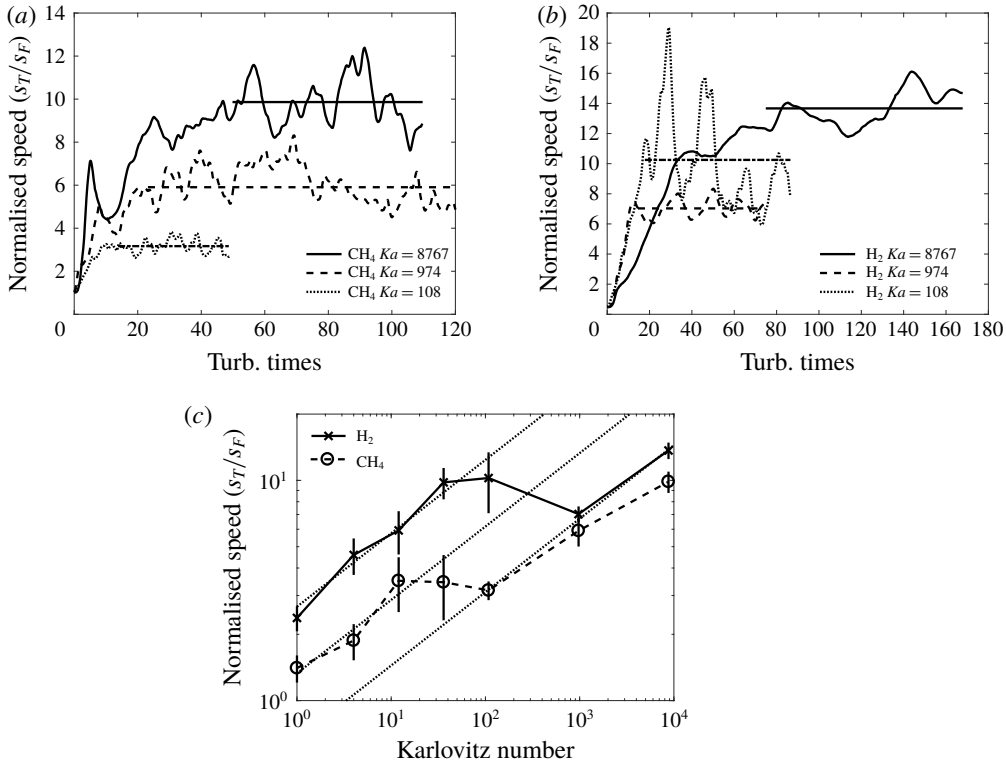 (a)
Normalised speed (s_T/s_F)
14
12
10
8
6
4
2
0
20
40
60
80
100
120
Turb. times
CH₄ Ka = 8767
CH₄ Ka = 974
CH₄ Ka = 108
(b)
Normalised speed (s_T/s_F)
20
18
16
14
12
10
8
6
4
2
0
20
40
60
80
100
120
140
160
180
Turb. times
H₂ Ka = 8767
H₂ Ka = 974
H₂ Ka = 108
(c)
Normalised speed (s_T/s_F)
10¹
10⁰
H₂
CH₄
10⁰
10¹
10²
10³
10⁴
Karlovitz number